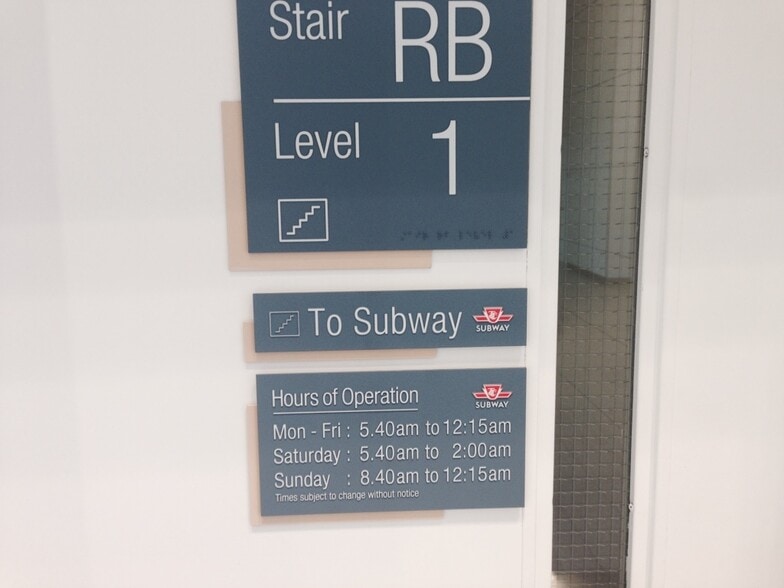 Stair RB
Level 1
To Subway SUBWAY
Hours of Operation SUBWAY
Mon - Fri : 5.40am to 12:15am
Saturday : 5.40am to 2:00am
Sunday : 8.40am to 12:15am
Times subject to change without notice